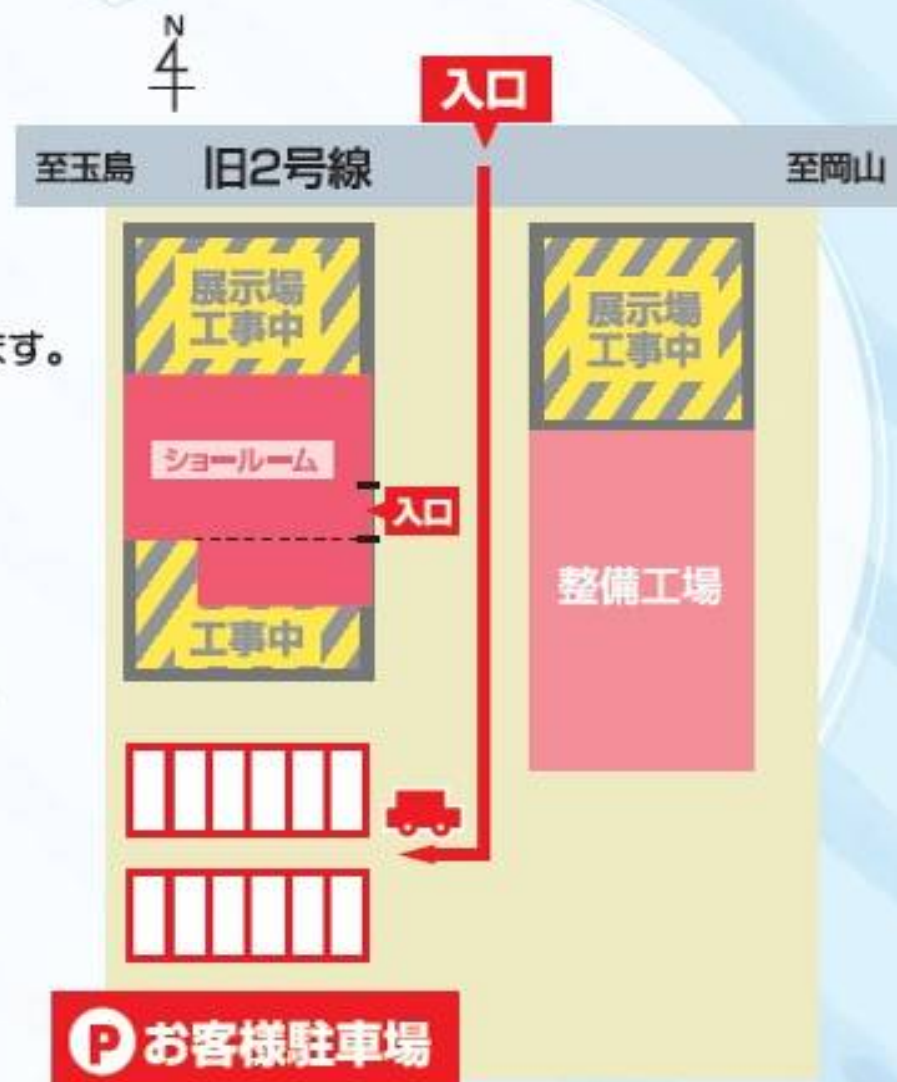 N
入口
至玉島 旧2号線 至岡山
展示場
工事中
展示場
工事中
ます。
ショールーム
入口
整備工場
工事中
Pお客様駐車場